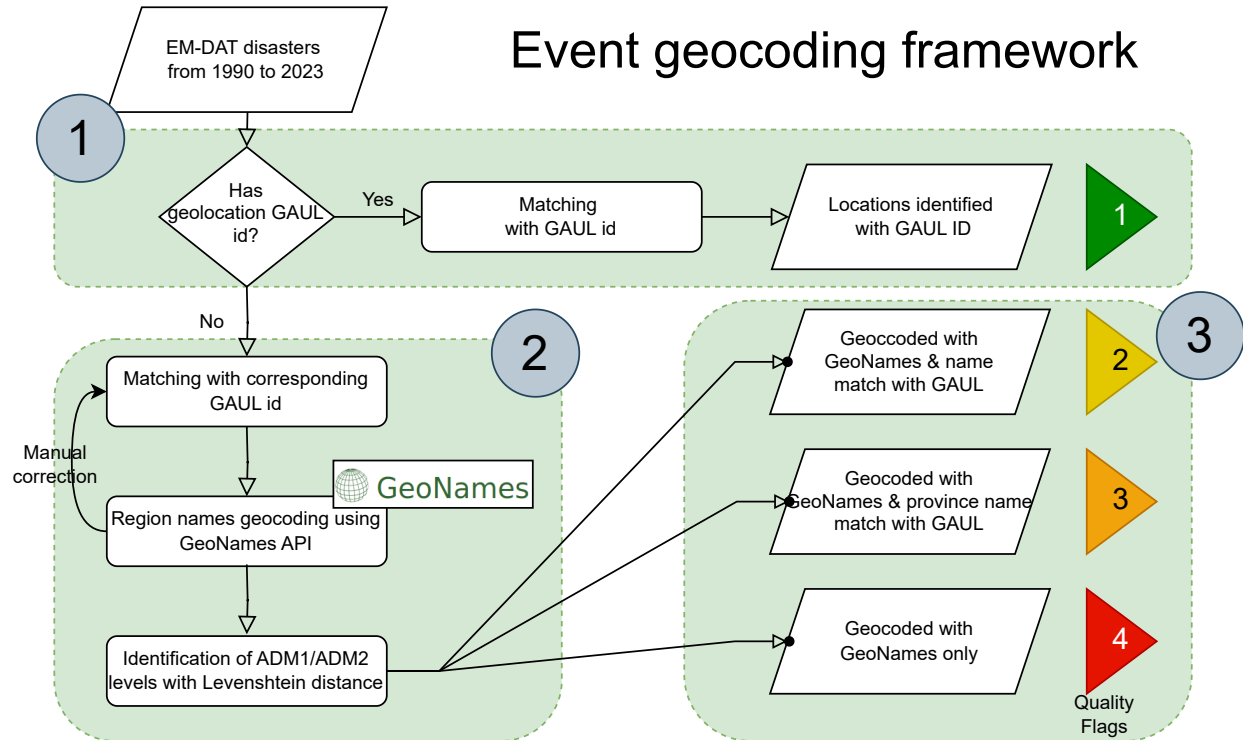 Event geocoding framework
EM-DAT disasters
from 1990 to 2023
1
Has
geolocation GAUL
id?
Yes
Matching
with GAUL id
Locations identified
with GAUL ID
1
No
2
Matching with corresponding
GAUL id
Manual
correction
GeoNames
Region names geocoding using
GeoNames API
Identification of ADM1/ADM2
levels with Levenshtein distance
3
Geoccoded with
GeoNames & name
match with GAUL
2
Geocoded with
GeoNames & province name
match with GAUL
3
Geocoded with
GeoNames only
4
Quality
Flags